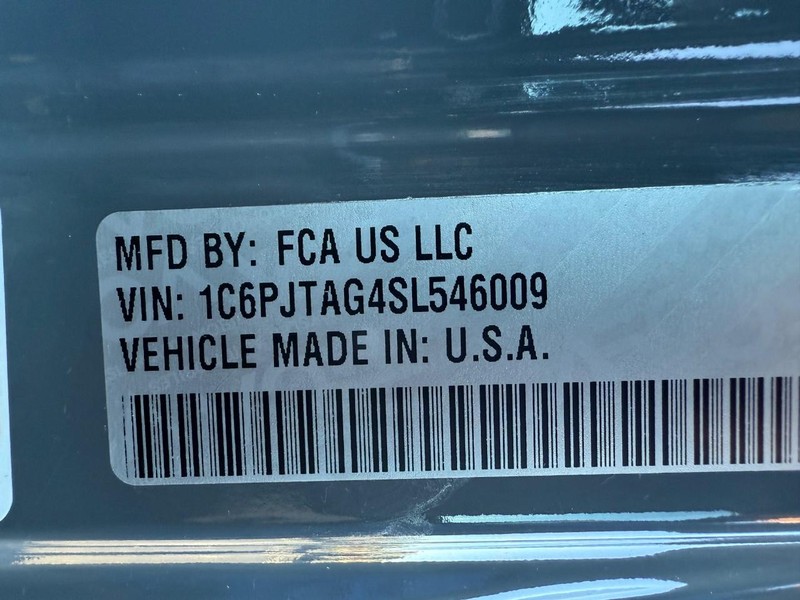 MFD BY: FCA US LLC
VIN: 1C6PJTAG4SL546009
VEHICLE MADE IN: U.S.A.